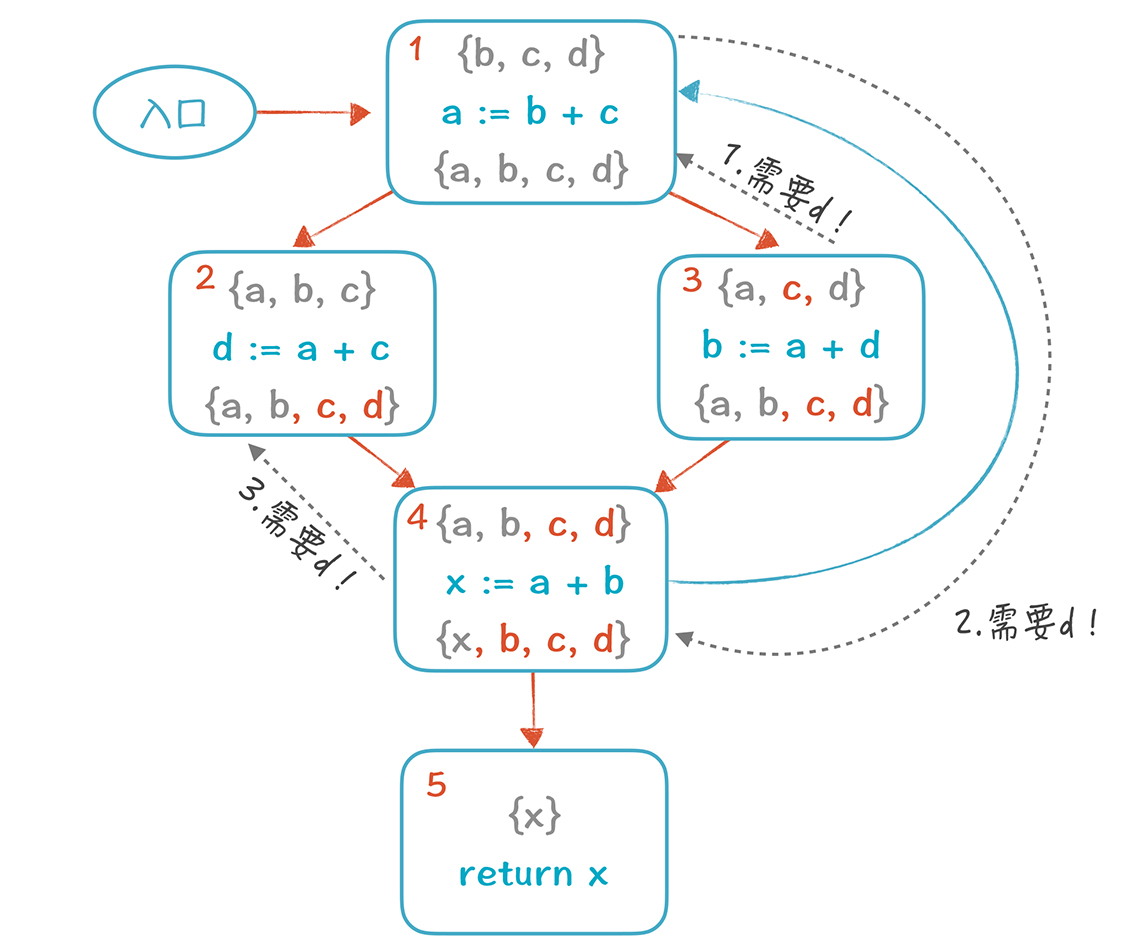 入口
1
{b, c, d}
a := b + c
{a, b, c, d}
1.需要d！
2
{a, b, c}
d := a + c
{a, b, c, d}
3
{a, c, d}
b := a + d
{a, b, c, d}
3.需要d！
4
{a, b, c, d}
x := a + b
{x, b, c, d}
2.需要d！
5
{x}
return x